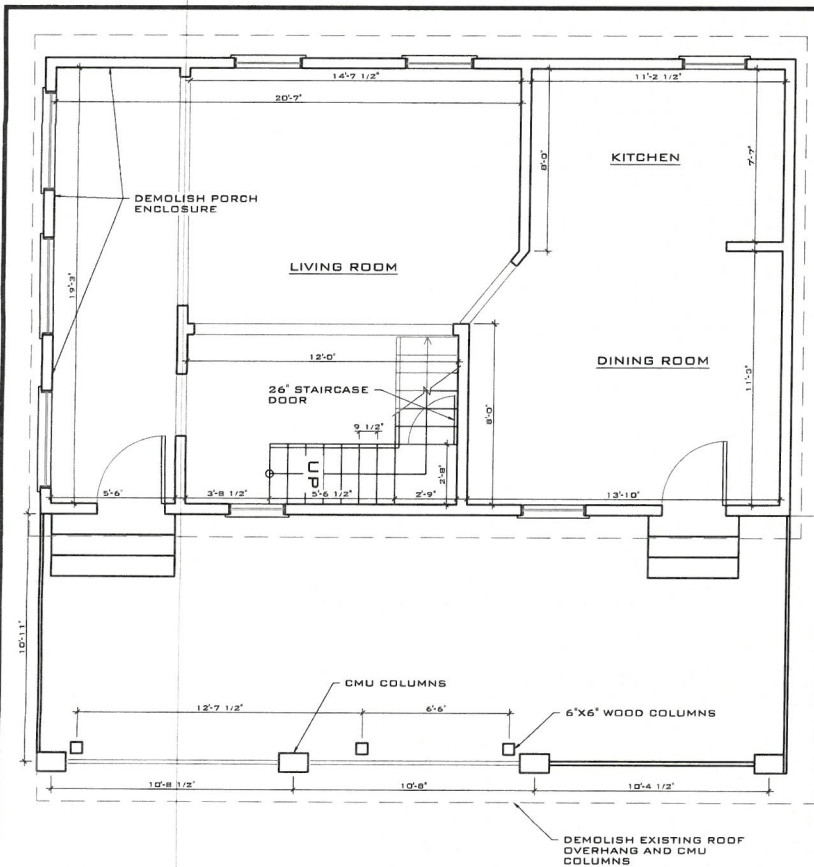 14'-7 1/2"
11'-2 1/2"
20'-7"
KITCHEN
8'-0"
7'-7"
DEMOLISH PORCH
ENCLOSURE
LIVING ROOM
19'-3"
12'-0"
DINING ROOM
26" STAIRCASE
DOOR
11'-3"
8'-0"
9 1/2"
UP
2'-8"
5'-6"
3'-8 1/2"
5'-6 1/2"
2'-9"
13'-10"
10'-11"
CMU COLUMNS
12'-7 1/2"
6'-6"
6"X6" WOOD COLUMNS
10'-8 1/2"
10'-8"
10'-4 1/2"
DEMOLISH EXISTING ROOF
OVERHANG AND CMU
COLUMNS